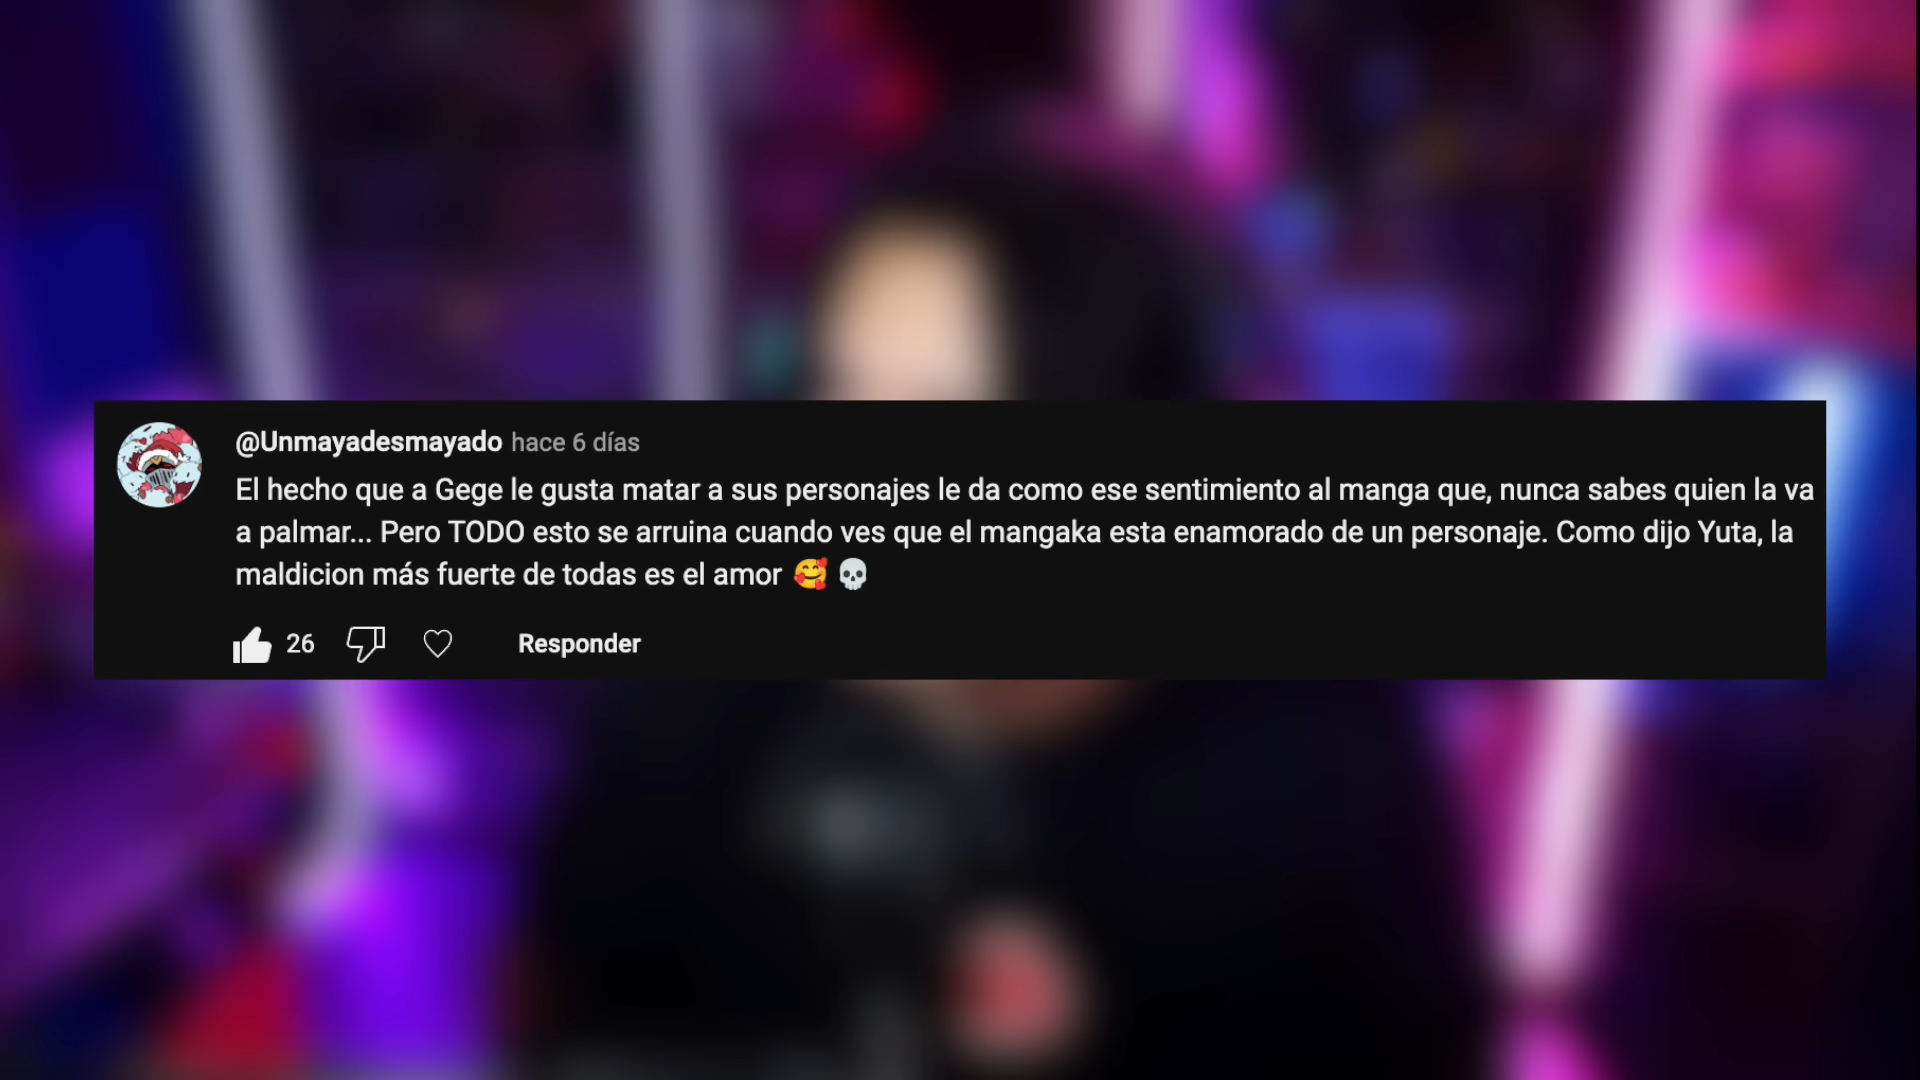 @Unmayadesmayado hace 6 días
El hecho que a Gege le gusta matar a sus personajes le da como ese sentimiento al manga que, nunca sabes quien la va
a palmar... Pero TODO esto se arruina cuando ves que el mangaka esta enamorado de un personaje. Como dijo Yuta, la
maldicion más fuerte de todas es el amor 🥰 💀
26 Responder